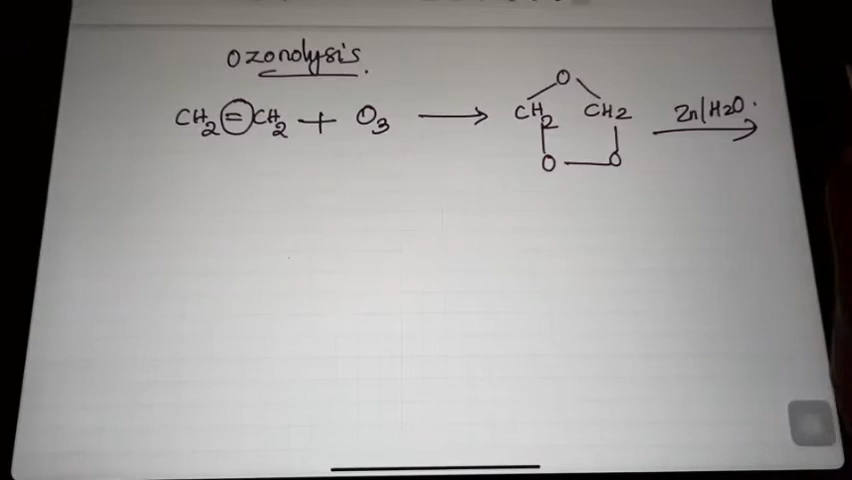 Ozonolysis.
CH2=CH2 + O3 → O CH2 CH2 O—O Zn/H2O. →